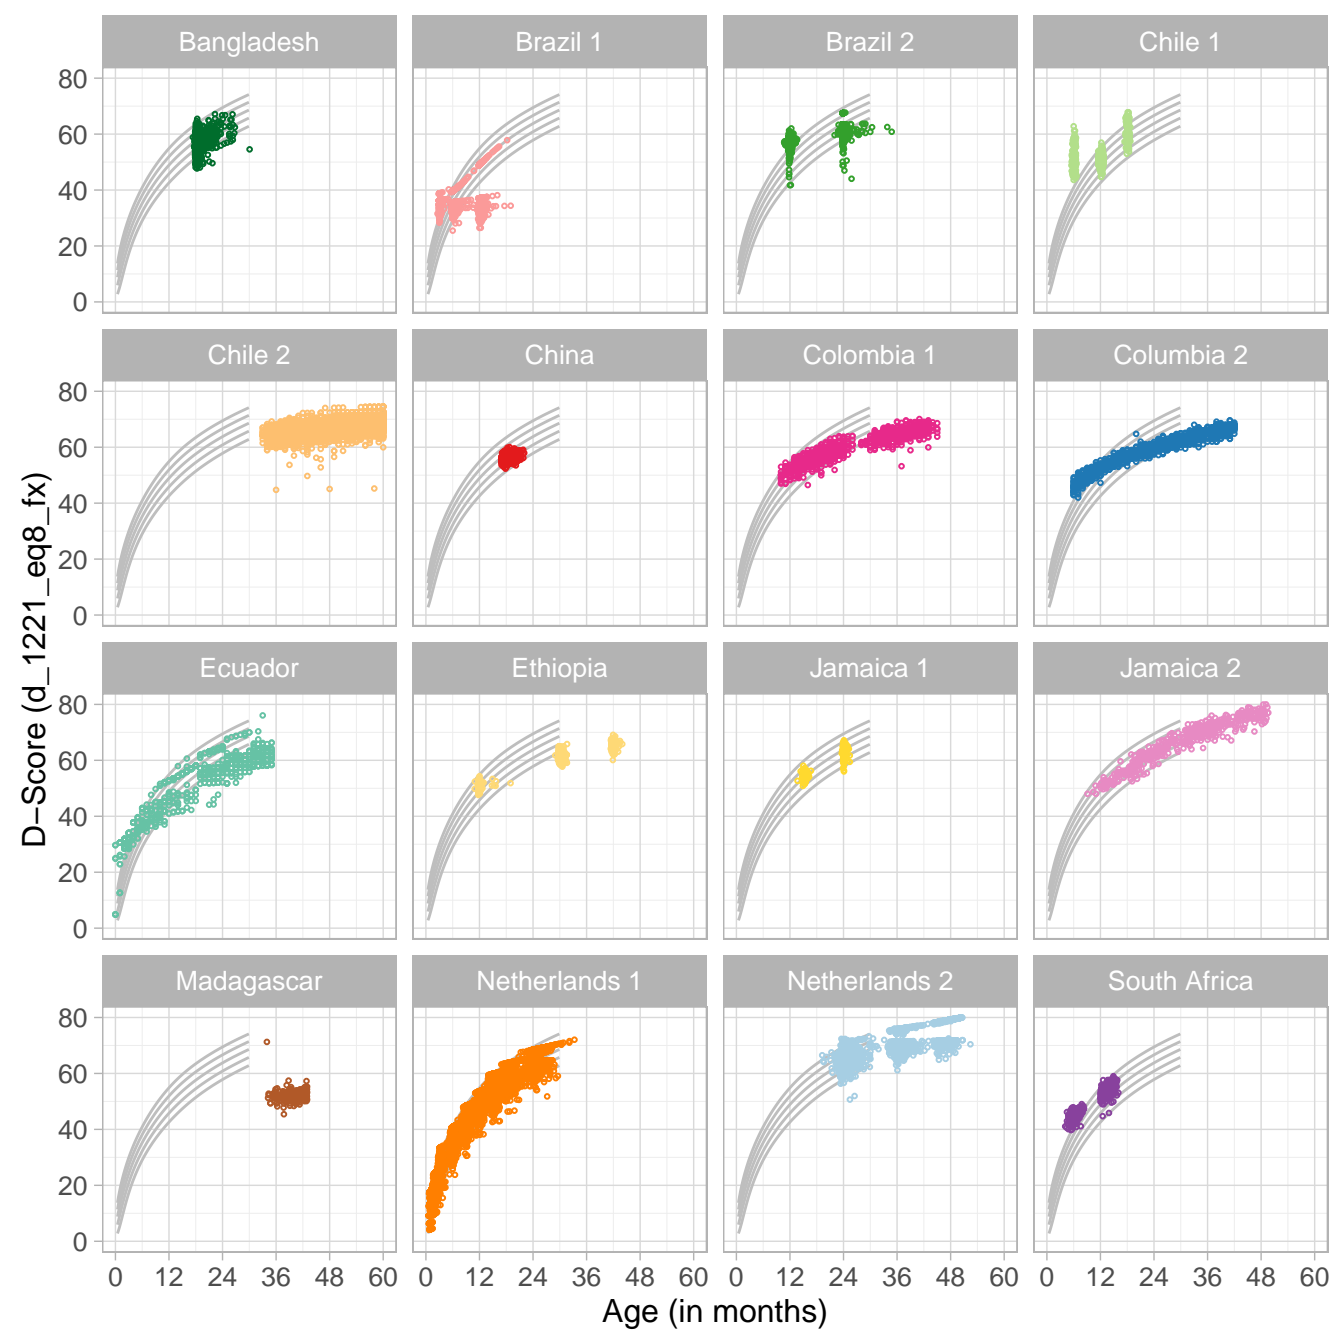 Bangladesh Brazil 1 Brazil 2 Chile 1
80
60
40
20
0
Chile 2 China Colombia 1 Columbia 2
80
60
40
20
0
D-Score (d_1221_eq8_fx)
Ecuador Ethiopia Jamaica 1 Jamaica 2
80
60
40
20
0
Madagascar Netherlands 1 Netherlands 2 South Africa
80
60
40
20
0
0 12 24 36 48 60 0 12 24 36 48 60 0 12 24 36 48 60 0 12 24 36 48 60
Age (in months)